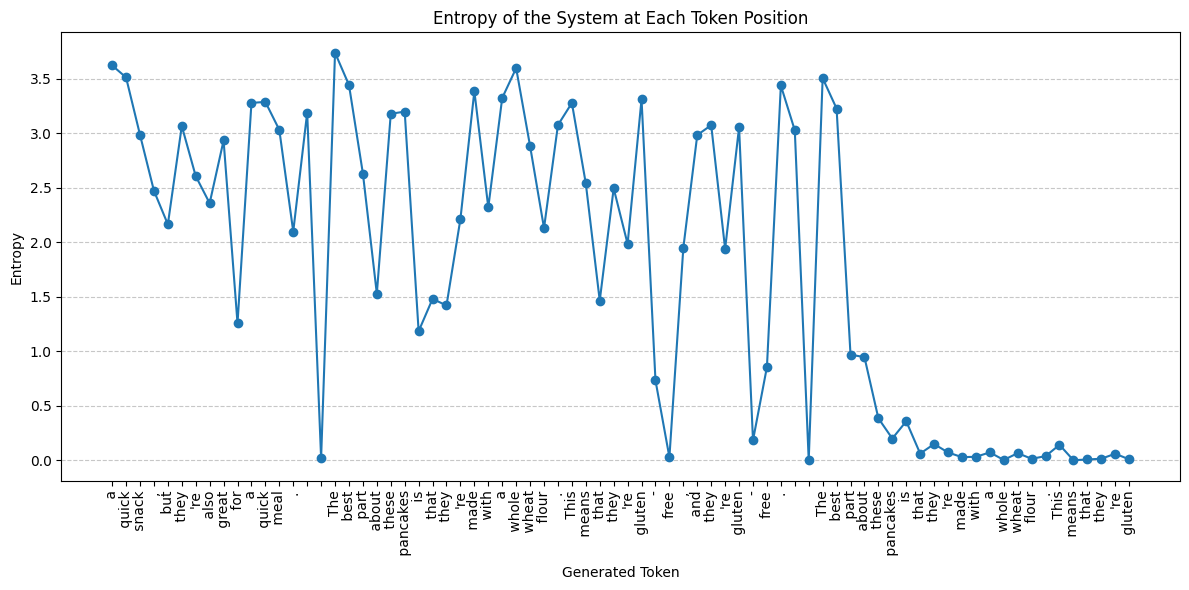 Entropy of the System at Each Token Position
Entropy
3.5
3.0
2.5
2.0
1.5
1.0
0.5
0.0
a
quick
snack
,
but
they
're
also
great
for
a
quick
meal
.
The
best
part
about
these
pancakes
is
that
they
're
made
with
a
whole
wheat
flour
.
This
means
that
they
're
gluten
-
free
,
and
they
're
gluten
-
free
.
The
best
part
about
these
pancakes
is
that
they
're
made
with
a
whole
wheat
flour
.
This
means
that
they
're
gluten
Generated Token